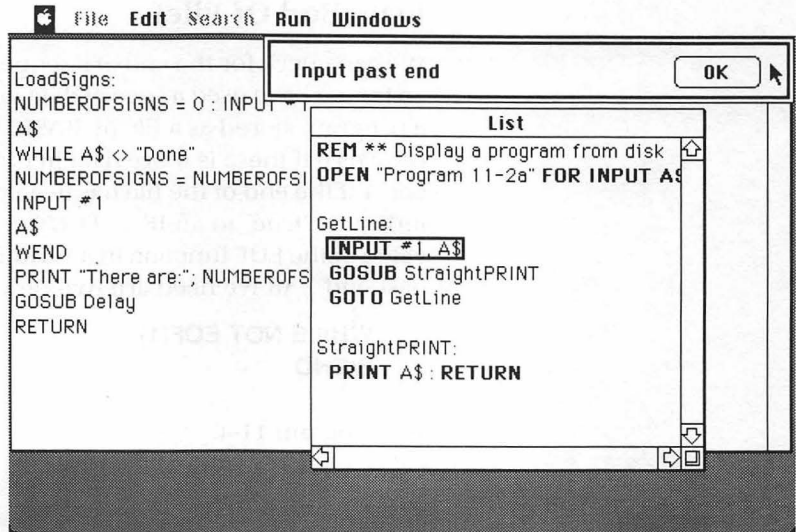 File Edit Search Run Windows
Input past end
OK
LoadSigns:
NUMBEROFSIGNS = 0 : INPUT #1
A$
WHILE A$ <> "Done"
NUMBEROFSIGNS = NUMBEROFSI
INPUT #1
A$
WEND
PRINT "There are:"; NUMBEROFS
GOSUB Delay
RETURN
List
REM ** Display a program from disk
OPEN "Program 11-2a" FOR INPUT AS
GetLine:
INPUT #1, A$
GOSUB StraightPRINT
GOTO GetLine
StraightPRINT:
PRINT A$ : RETURN